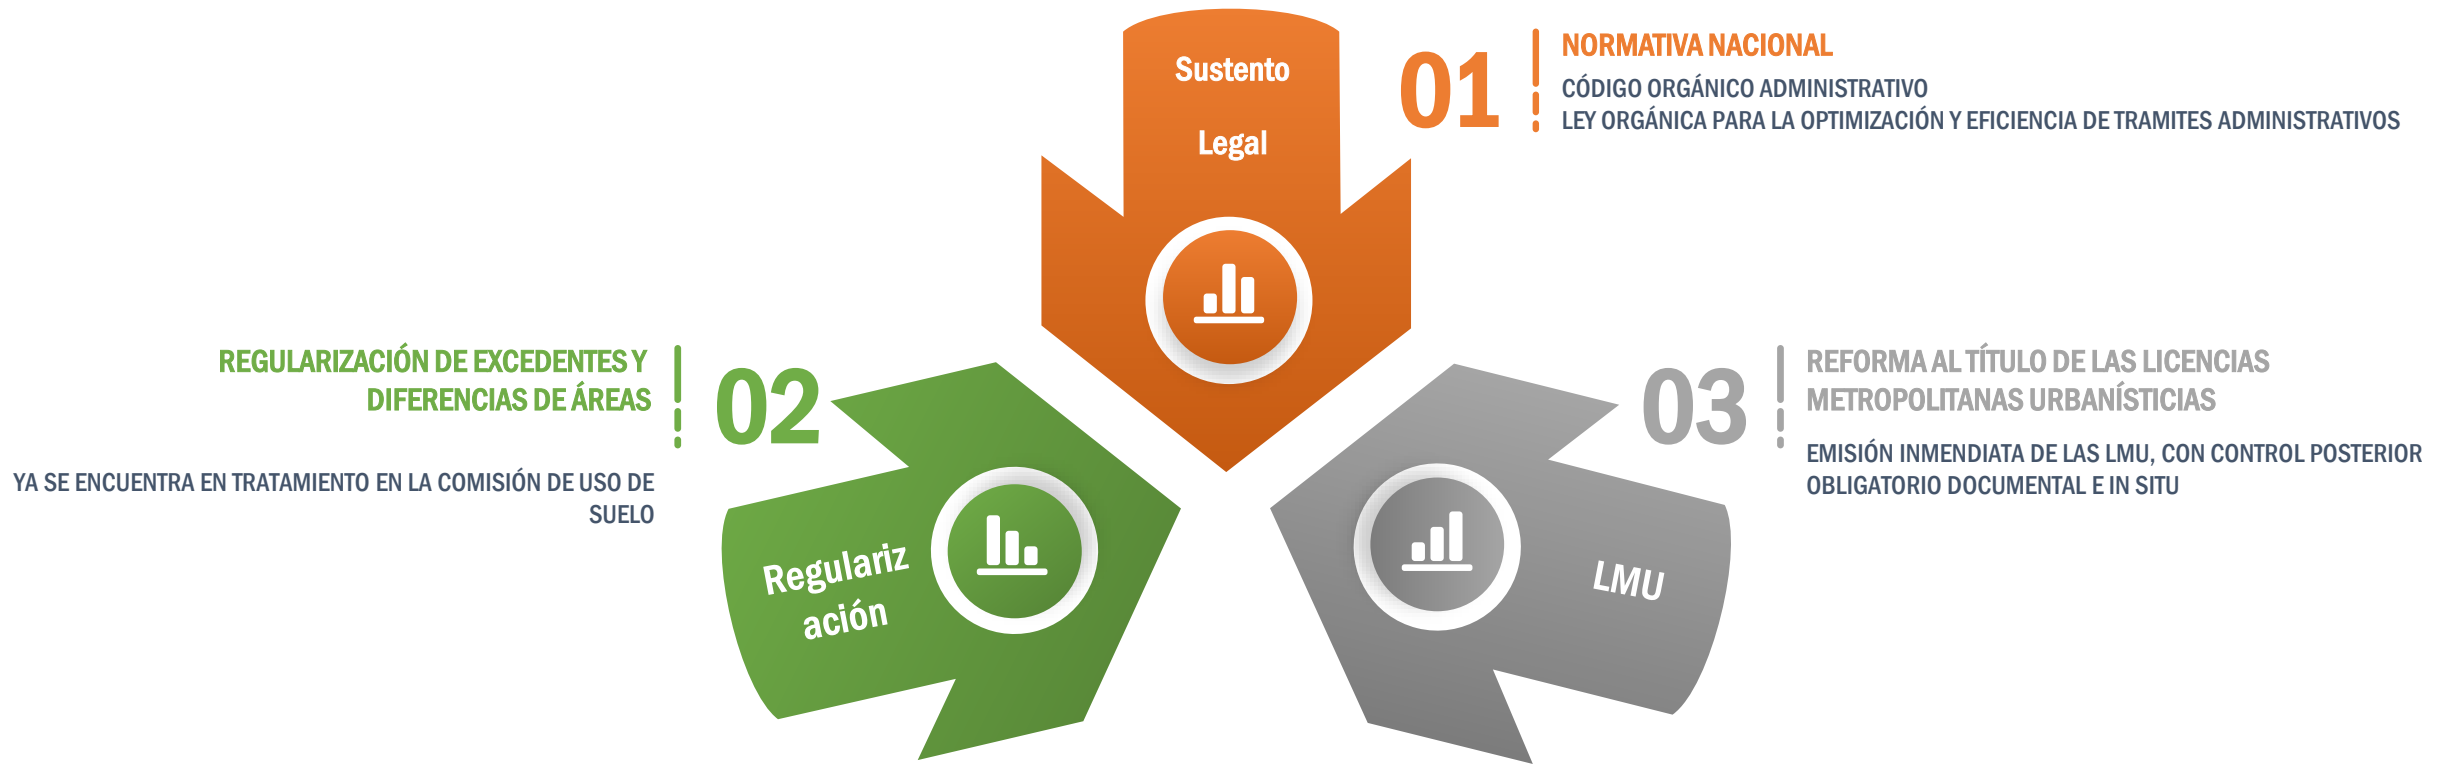 Sustento
Legal
01
NORMATIVA NACIONAL
CÓDIGO ORGÁNICO ADMINISTRATIVO
LEY ORGÁNICA PARA LA OPTIMIZACIÓN Y EFICIENCIA DE TRAMITES ADMINISTRATIVOS
REGULARIZACIÓN DE EXCEDENTES Y
DIFERENCIAS DE ÁREAS
02
YA SE ENCUENTRA EN TRATAMIENTO EN LA COMISIÓN DE USO DE
SUELO
Regulariz
ación
03
REFORMA AL TÍTULO DE LAS LICENCIAS
METROPOLITANAS URBANÍSTICIAS
EMISIÓN INMENDIATA DE LAS LMU, CON CONTROL POSTERIOR
OBLIGATORIO DOCUMENTAL E IN SITU
LMU